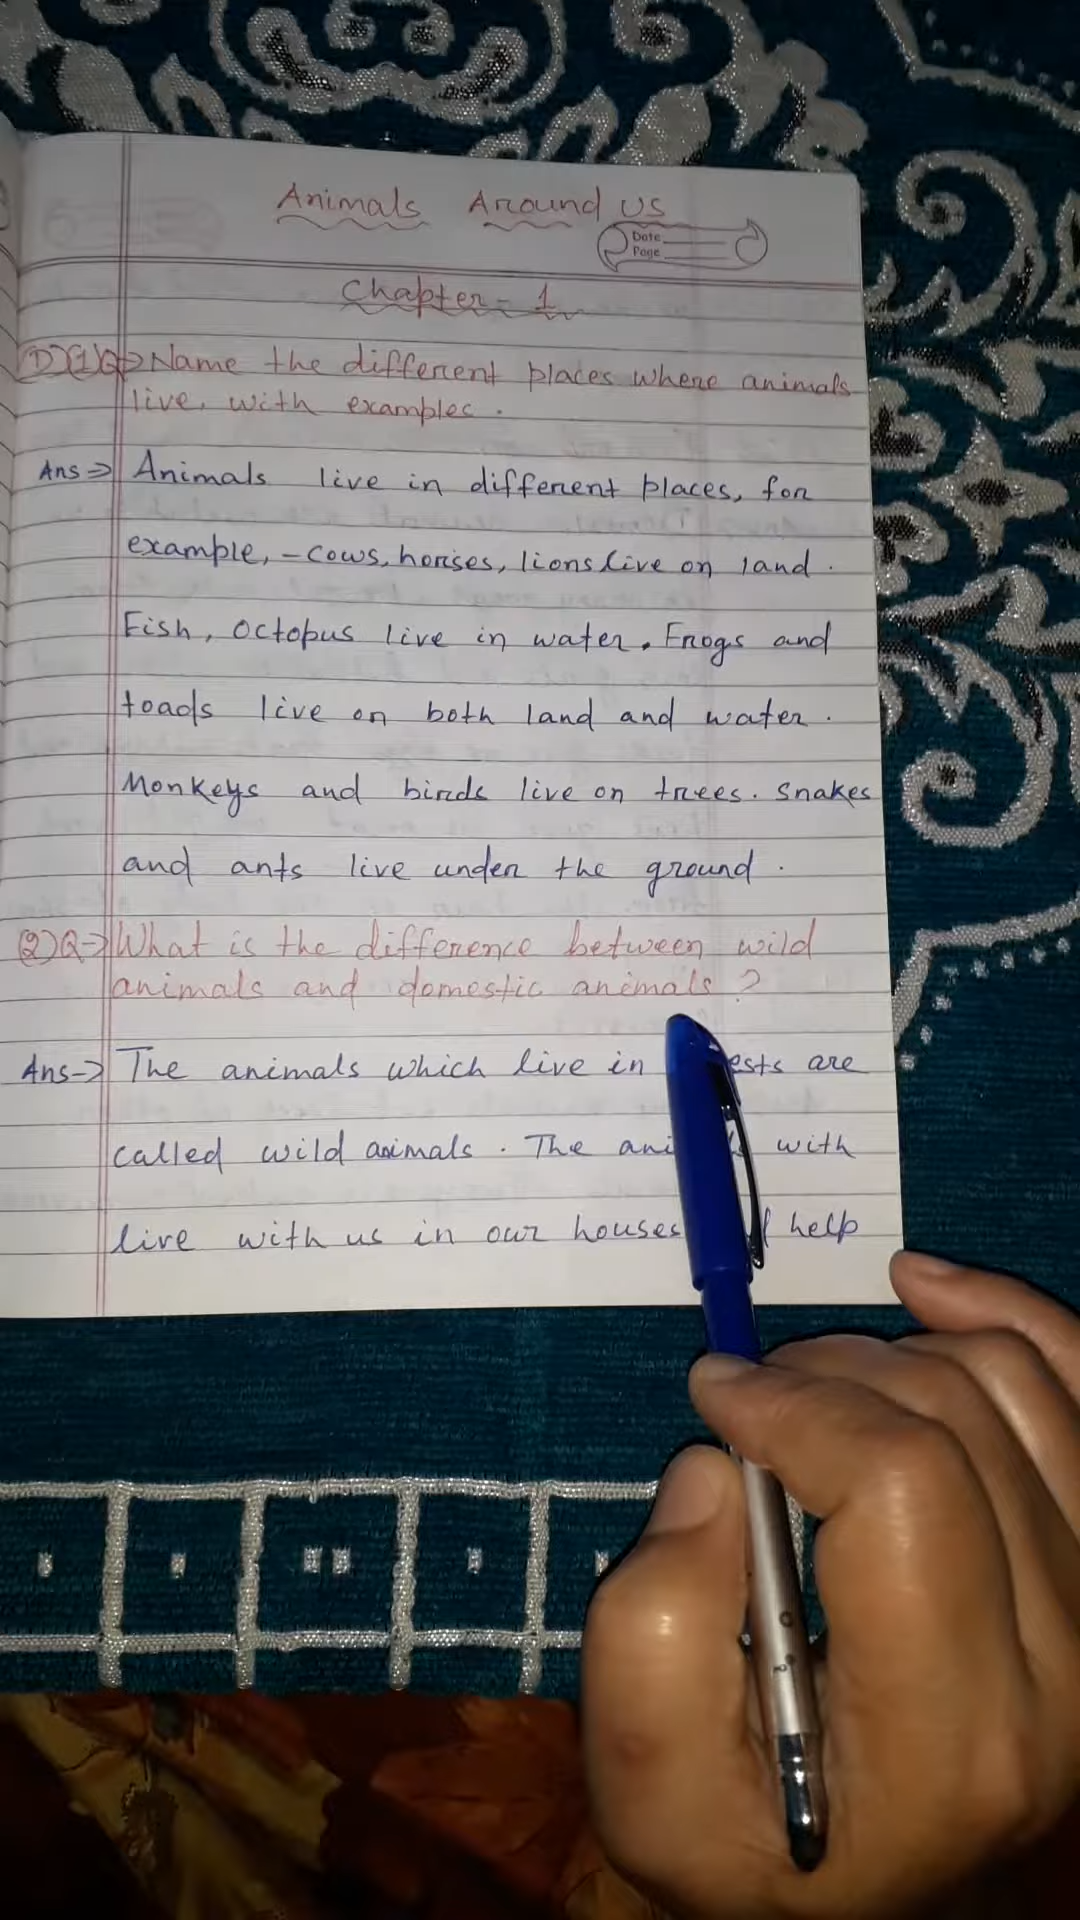 Animals Around Us
Date
Page
Chapter - 1
D)(1)Q→ Name the different places where animals
live, with examples.
Ans⇒ Animals live in different places, for
example, - cows, horses, lions live on land.
Fish, octopus live in water. Frogs and
toads live on both land and water.
Monkeys and birds live on trees. Snakes
and ants live under the ground.
(2)Q→ What is the difference between wild
animals and domestic animals?
Ans→ The animals which live in ests are
called wild animals. The ani with
live with us in our houses help